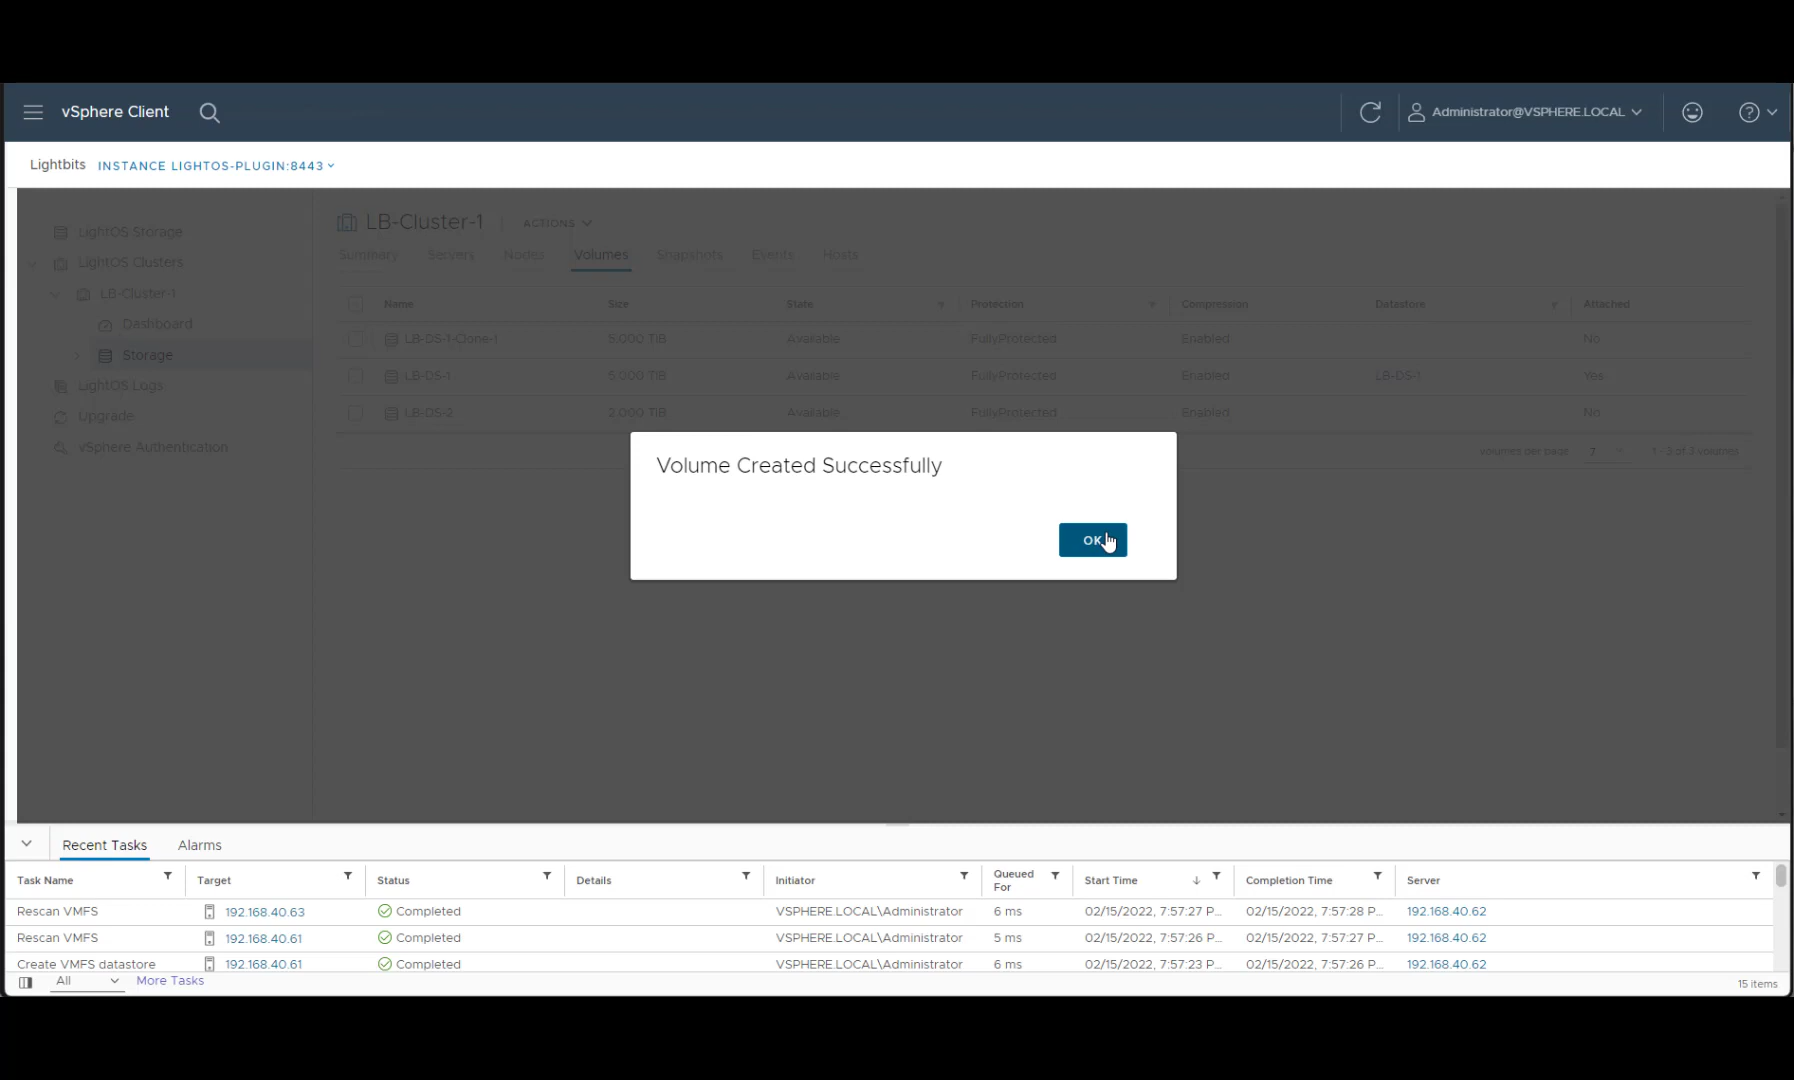 vSphere Client
Administrator@VSPHERE.LOCAL
Lightbits INSTANCE LIGHTOS-PLUGIN:8443
LightOS Storage
LightOS Clusters
LB-Cluster-1
Dashboard
Storage
LightOS Logs
Upgrade
vSphere Authentication
LB-Cluster-1 ACTIONS
Summary Servers Nodes Volumes Snapshots Events Hosts
Name Size State Protection Compression Datastore Attached
LB-DS-1-Clone-1 5.000 TIB Available FullyProtected Enabled No
LB-DS-1 5.000 TIB Available FullyProtected Enabled LB-DS-1 Yes
LB-DS-2 2.000 TIB Available FullyProtected Enabled No
volumes per page 7 1 - 3 of 3 volumes
Volume Created Successfully
OK
Recent Tasks Alarms
Task Name Target Status Details Initiator Queued For Start Time Completion Time Server
Rescan VMFS 192.168.40.63 Completed VSPHERE.LOCAL\Administrator 6 ms 02/15/2022, 7:57:27 P... 02/15/2022, 7:57:28 P... 192.168.40.62
Rescan VMFS 192.168.40.61 Completed VSPHERE.LOCAL\Administrator 5 ms 02/15/2022, 7:57:26 P... 02/15/2022, 7:57:27 P... 192.168.40.62
Create VMFS datastore 192.168.40.61 Completed VSPHERE.LOCAL\Administrator 6 ms 02/15/2022, 7:57:23 P... 02/15/2022, 7:57:26 P... 192.168.40.62
All More Tasks 15 items